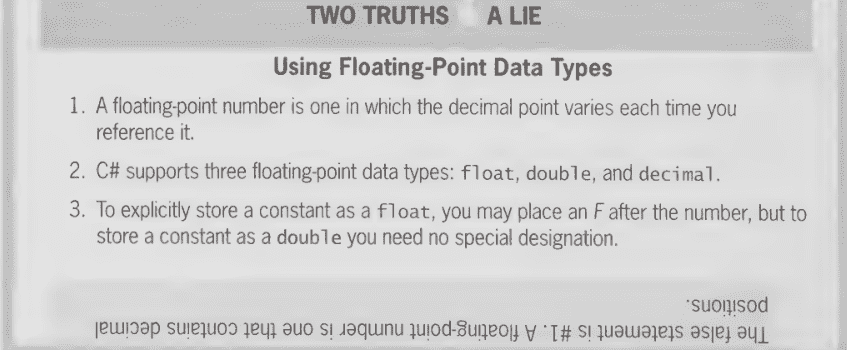 TWO TRUTHS A LIE
Using Floating-Point Data Types
1. A floating-point number is one in which the decimal point varies each time you
reference it.
2. C# supports three floating-point data types: float, double, and decimal.
3. To explicitly store a constant as a float, you may place an F after the number, but to
store a constant as a double you need no special designation.
The false statement is #1. A floating-point number is one that contains decimal
positions.